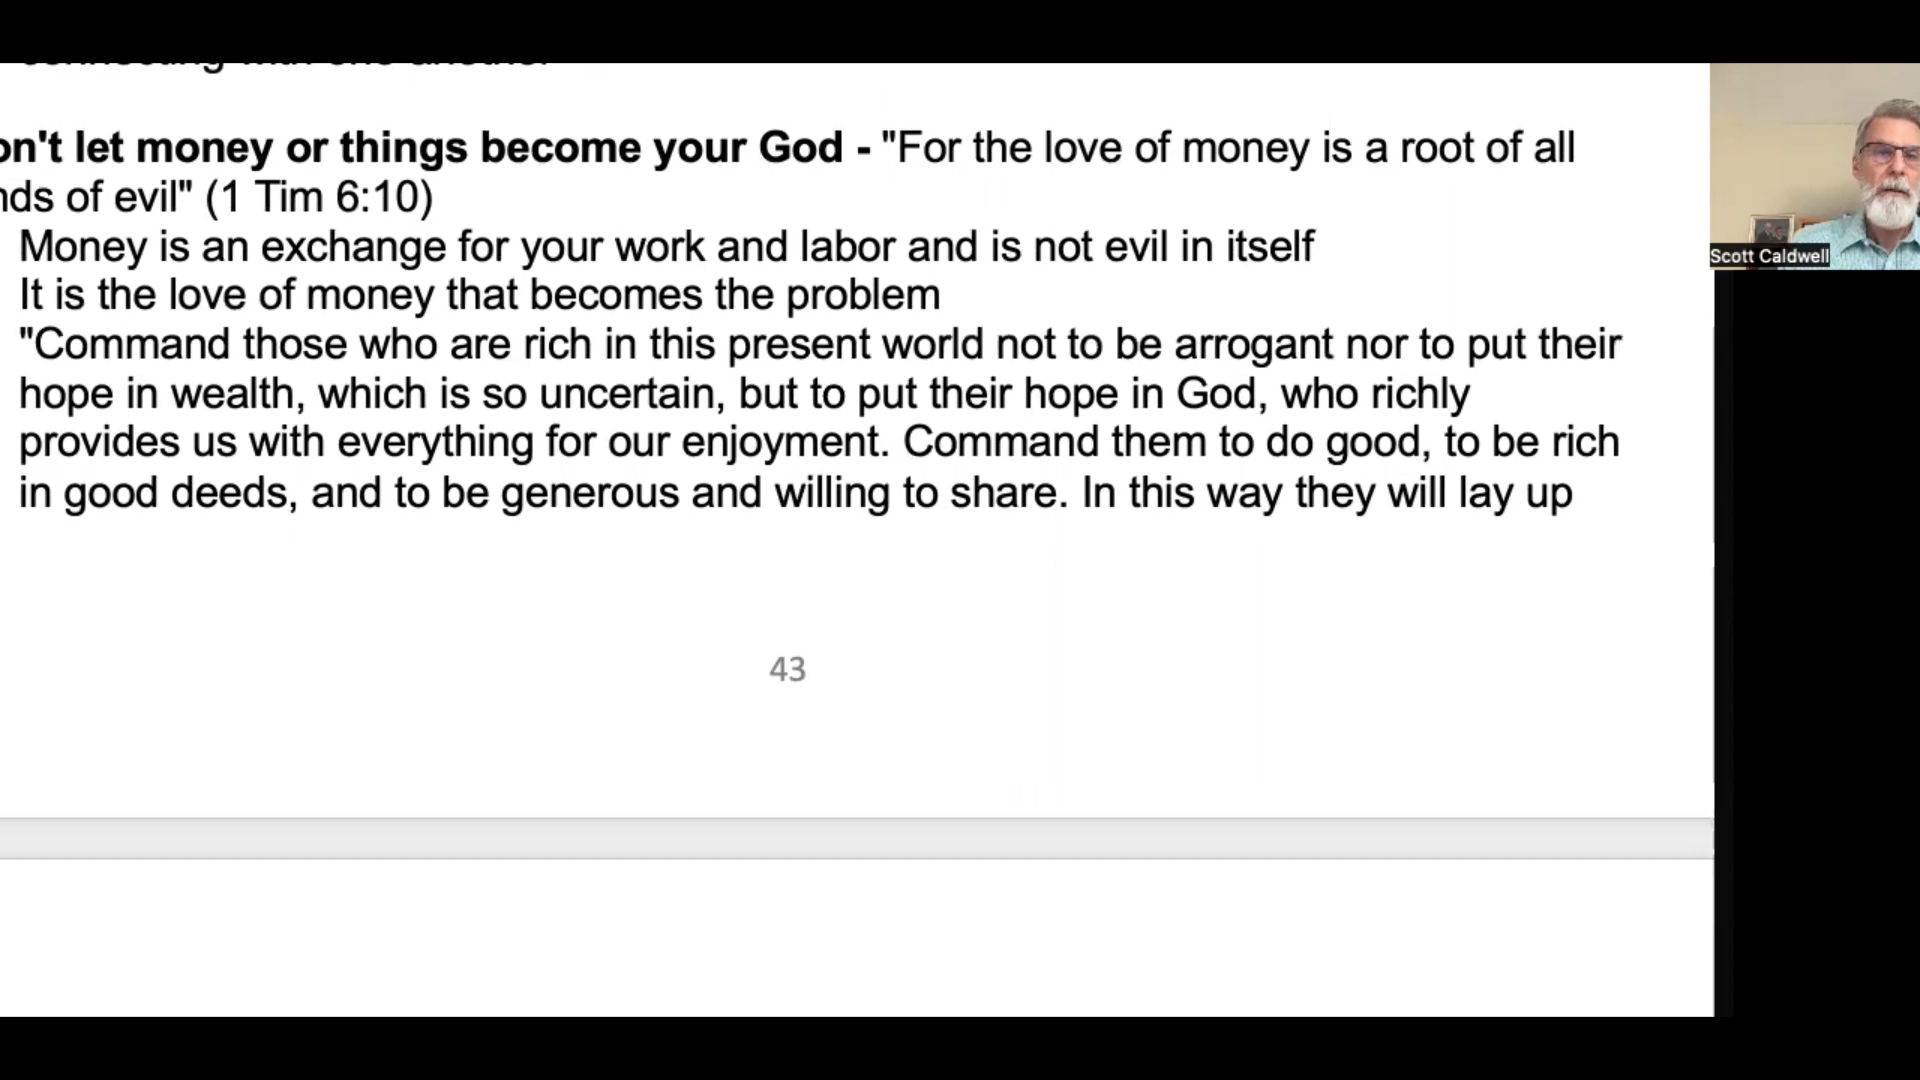 on't let money or things become your God - "For the love of money is a root of all
nds of evil" (1 Tim 6:10)
Money is an exchange for your work and labor and is not evil in itself
It is the love of money that becomes the problem
"Command those who are rich in this present world not to be arrogant nor to put their
hope in wealth, which is so uncertain, but to put their hope in God, who richly
provides us with everything for our enjoyment. Command them to do good, to be rich
in good deeds, and to be generous and willing to share. In this way they will lay up
43
Scott Caldwell